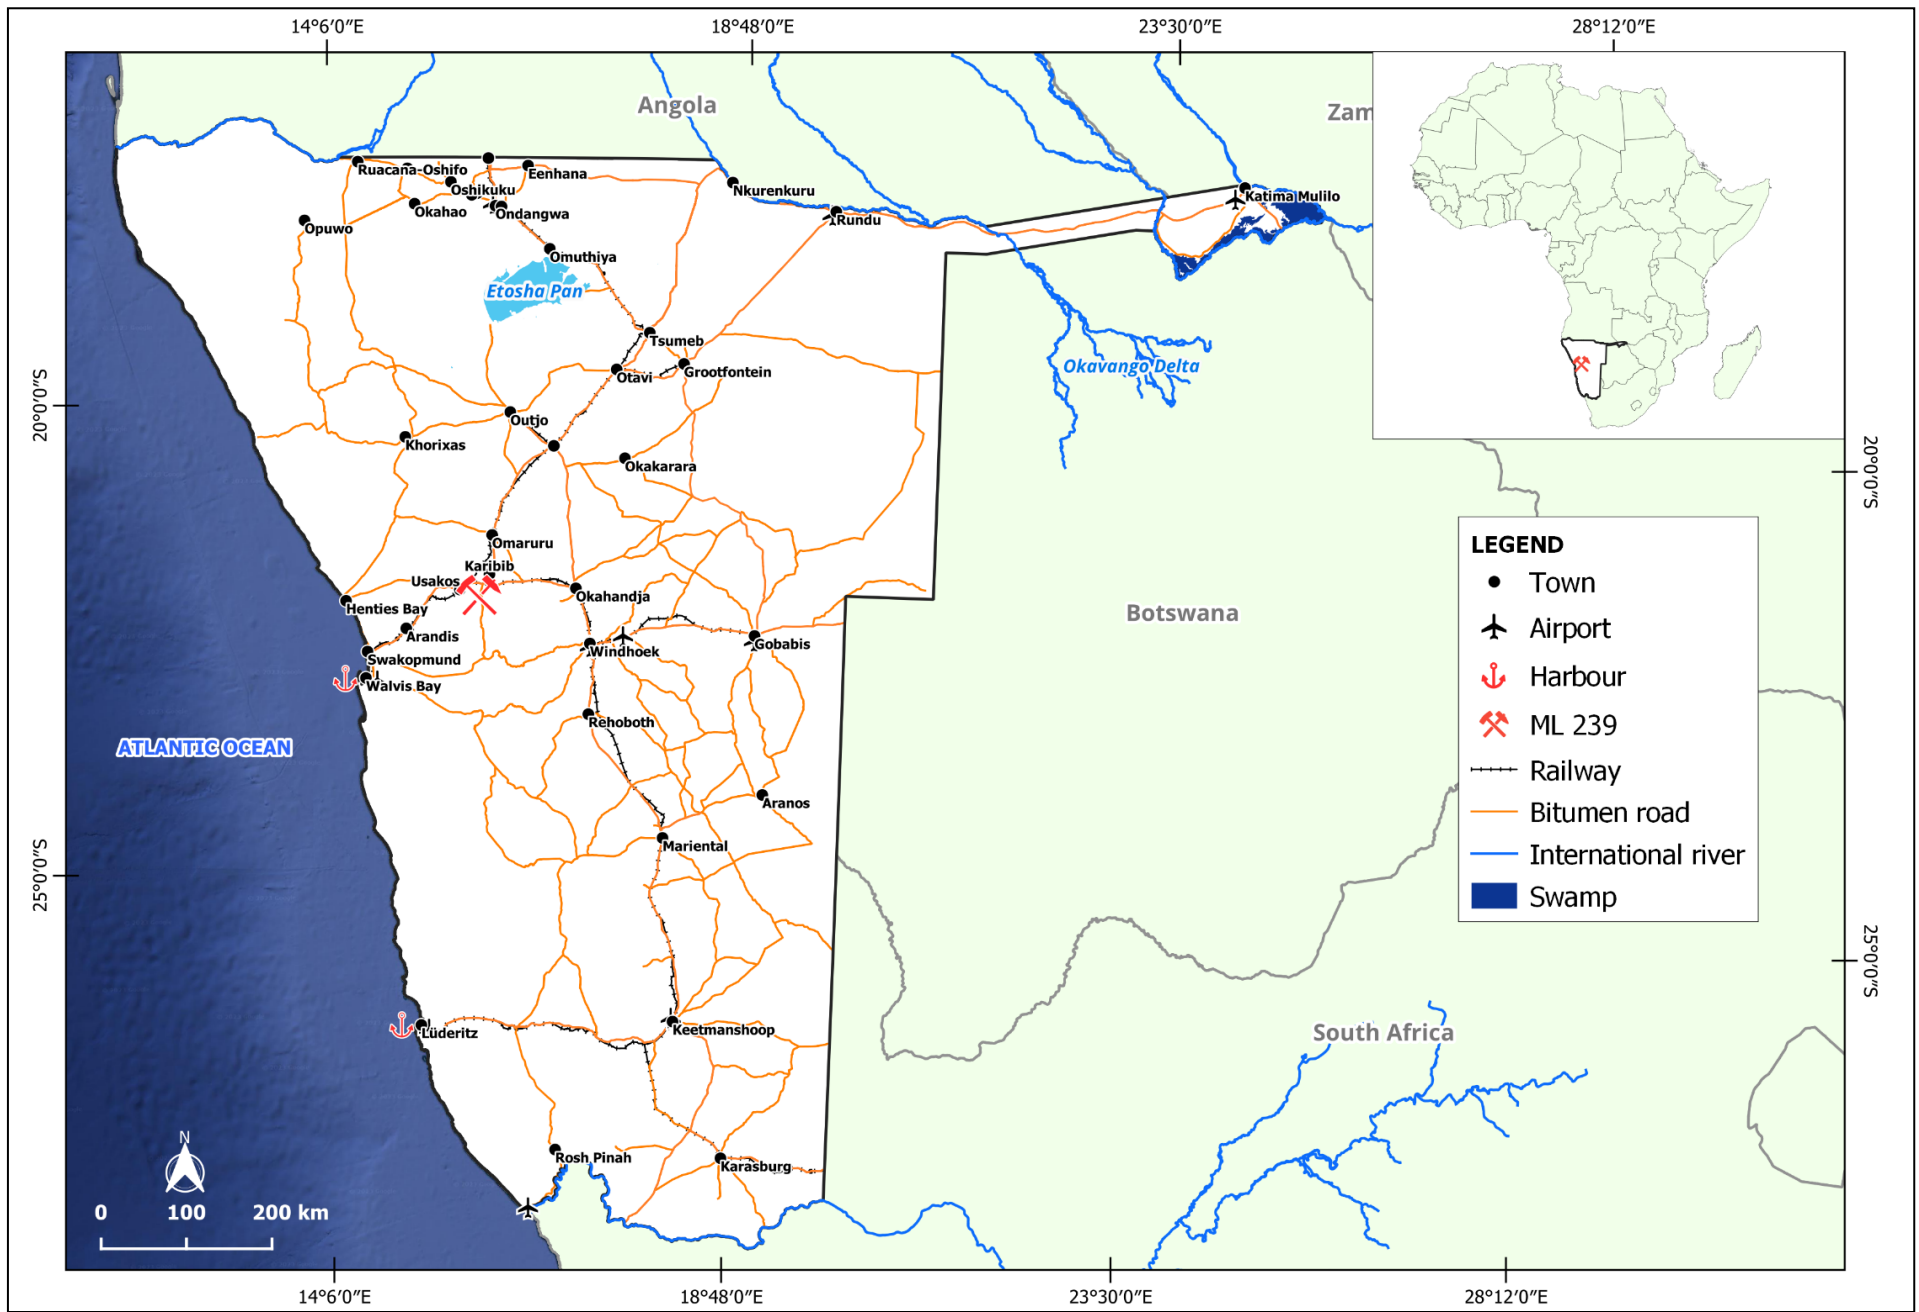 14°6′0″E 18°48′0″E 23°30′0″E 28°12′0″E
Angola
Zam
Ruacana-Oshifo
Eenhana
Oshikuku
Nkurenkuru
Katima Mulilo
Okahao
Ondangwa
Rundu
Opuwo
Omuthiya
Etosha Pan
Tsumeb
Otavi
Grootfontein
Okavango Delta
20°0′0″S
Outjo
Khorixas
20°0′0″S
Okakarara
Omaruru
Karibib
Usakos
Okahandja
Henties Bay
Botswana
Arandis
Windhoek
Gobabis
Swakopmund
Walvis Bay
Rehoboth
ATLANTIC OCEAN
Aranos
Mariental
25°0′0″S
25°0′0″S
Lüderitz
Keetmanshoop
South Africa
Rosh Pinah
Karasburg
LEGEND
Town
Airport
Harbour
ML 239
Railway
Bitumen road
International river
Swamp
N
0 100 200 km
14°6′0″E 18°48′0″E 23°30′0″E 28°12′0″E